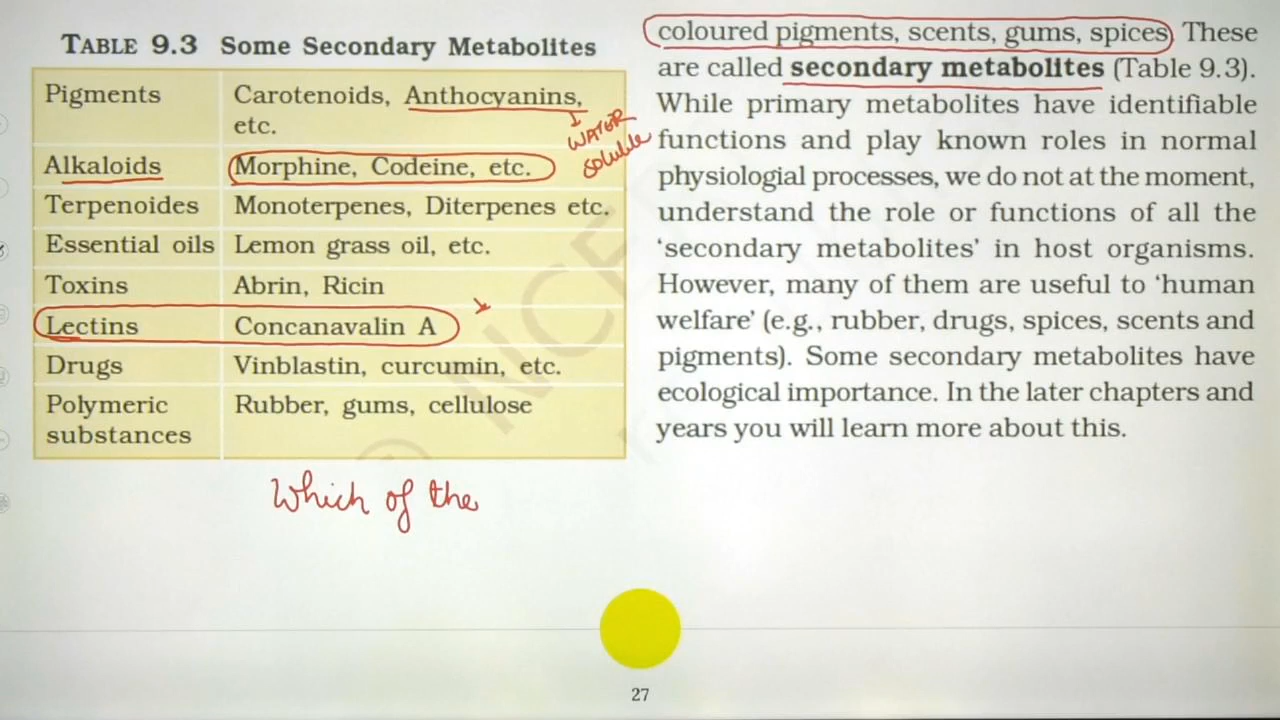 TABLE 9.3 Some Secondary Metabolites
Pigments Carotenoids, Anthocyanins,
etc.
WATER
soluble
Alkaloids Morphine, Codeine, etc.
Terpenoides Monoterpenes, Diterpenes etc.
Essential oils Lemon grass oil, etc.
Toxins Abrin, Ricin
Lectins Concanavalin A
Drugs Vinblastin, curcumin, etc.
Polymeric Rubber, gums, cellulose
substances
Which of the
coloured pigments, scents, gums, spices. These
are called secondary metabolites (Table 9.3).
While primary metabolites have identifiable
functions and play known roles in normal
physiologial processes, we do not at the moment,
understand the role or functions of all the
‘secondary metabolites’ in host organisms.
However, many of them are useful to ‘human
welfare’ (e.g., rubber, drugs, spices, scents and
pigments). Some secondary metabolites have
ecological importance. In the later chapters and
years you will learn more about this.
27